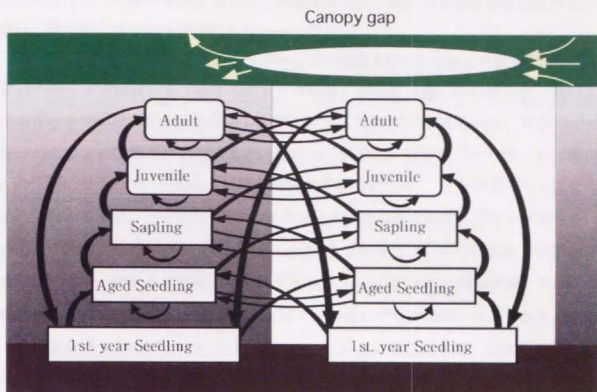 Canopy gap
Adult
Adult
Juvenile
Juvenile
Sapling
Sapling
Aged Seedling
Aged Seedling
1st. year Seedling
1st. year Seedling